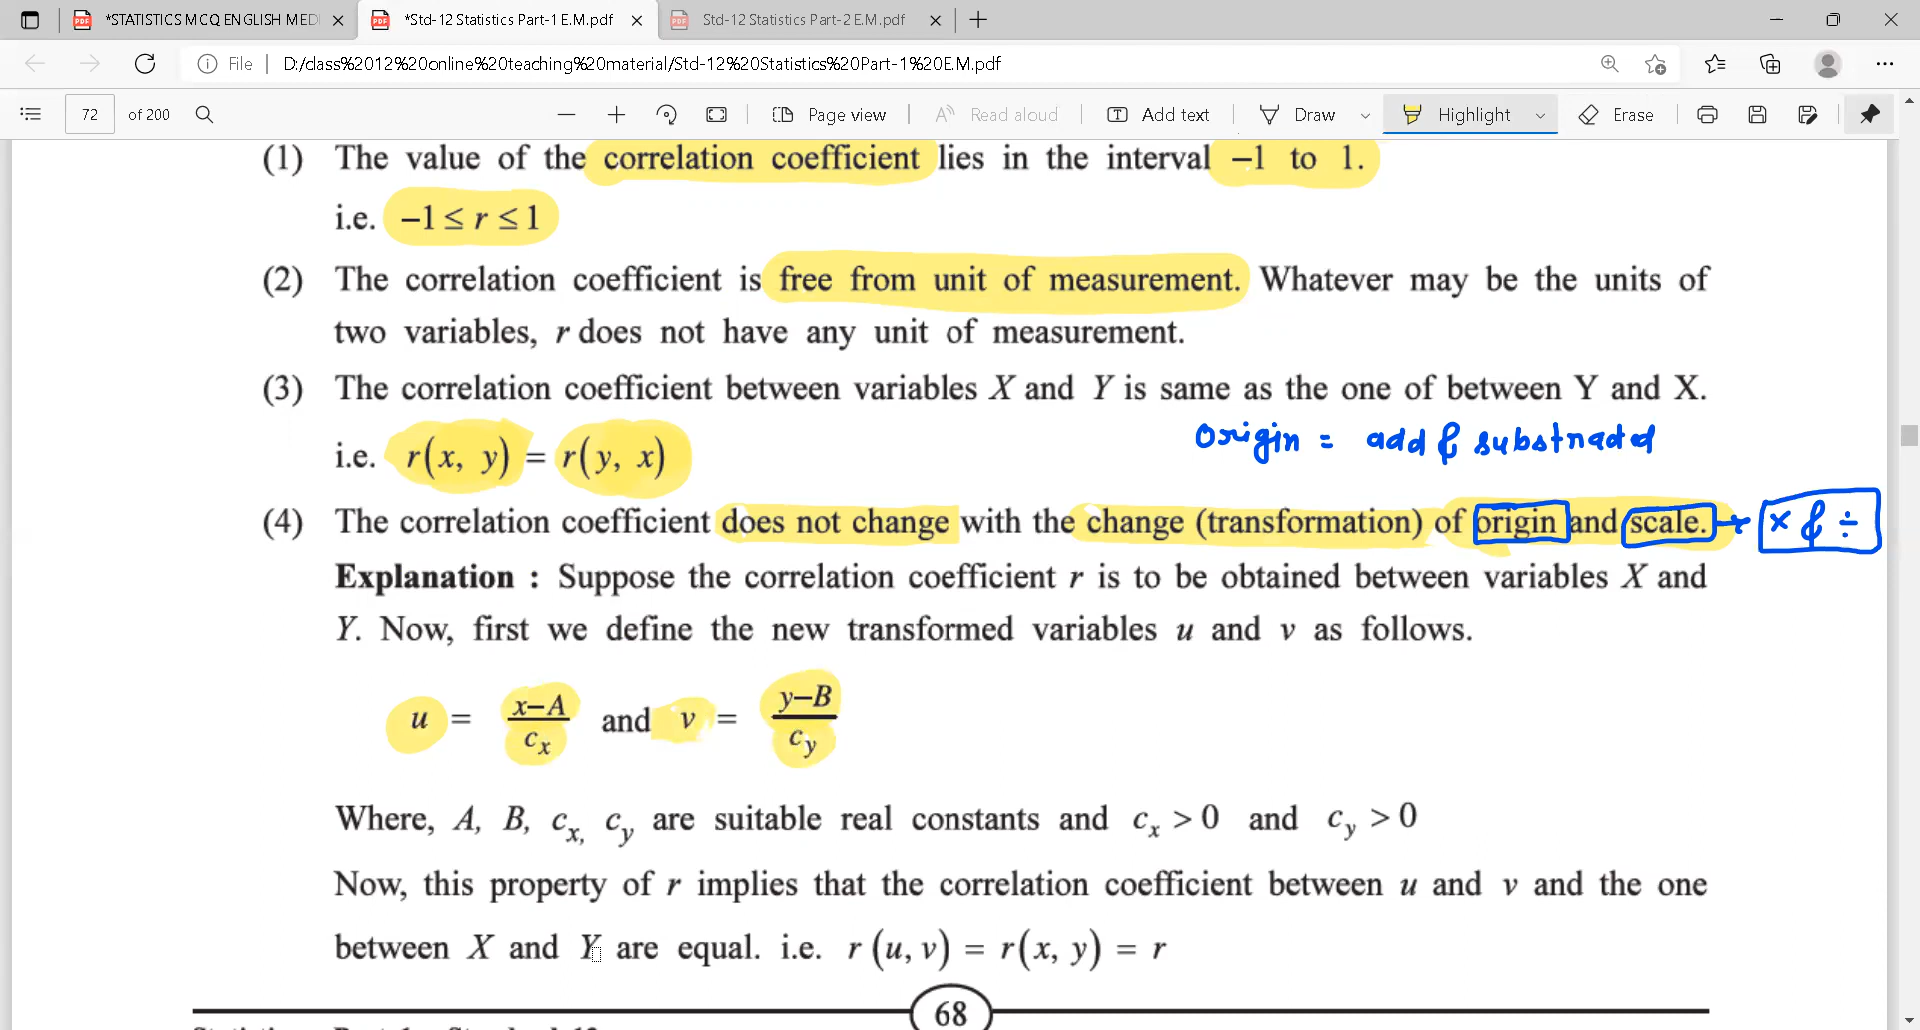 *STATISTICS MCQ ENGLISH MEDI
*Std-12 Statistics Part-1 E.M.pdf
Std-12 Statistics Part-2 E.M.pdf
File | D:/class%2012%20online%20teaching%20material/Std-12%20Statistics%20Part-1%20E.M.pdf
72 of 200
Page view
Read aloud
Add text
Draw
Highlight
Erase
(1) The value of the correlation coefficient lies in the interval –1 to 1.
i.e. –1 ≤ r ≤ 1
(2) The correlation coefficient is free from unit of measurement. Whatever may be the units of
two variables, r does not have any unit of measurement.
(3) The correlation coefficient between variables X and Y is same as the one of between Y and X.
Origin = add & substracted
i.e. r(x, y) = r(y, x)
(4) The correlation coefficient does not change with the change (transformation) of origin and scale. → × & ÷
Explanation : Suppose the correlation coefficient r is to be obtained between variables X and
Y. Now, first we define the new transformed variables u and v as follows.
u = x–A / c_x and v = y–B / c_y
Where, A, B, c_x, c_y are suitable real constants and c_x > 0 and c_y > 0
Now, this property of r implies that the correlation coefficient between u and v and the one
between X and Y are equal. i.e. r (u, v) = r(x, y) = r
68